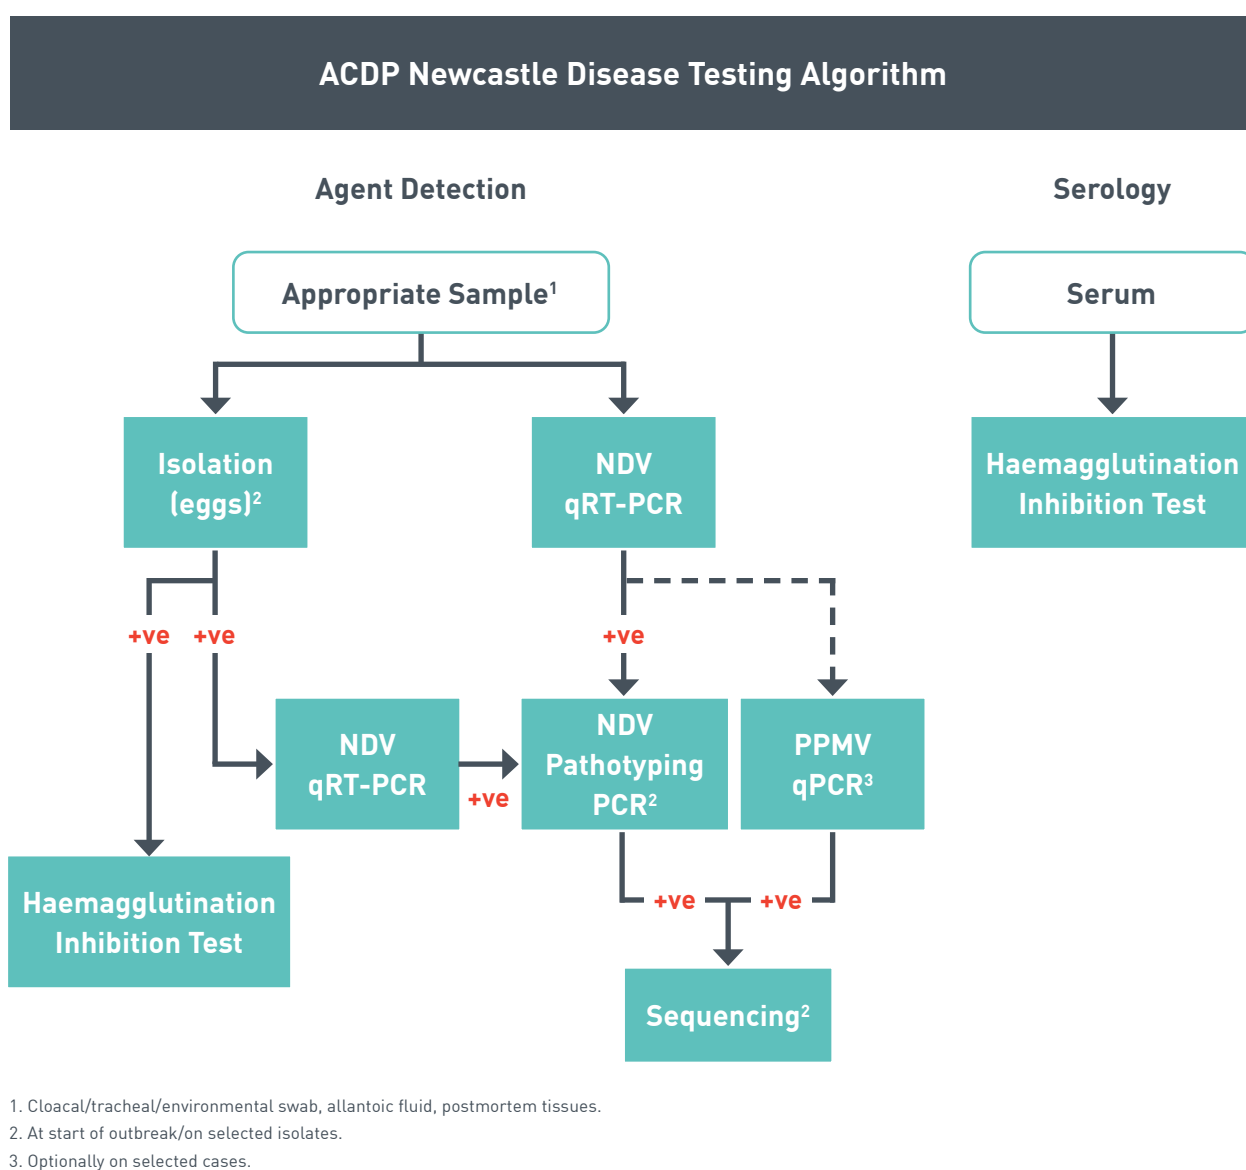 ACDP Newcastle Disease Testing Algorithm
Agent Detection
Serology
Appropriate Sample¹
Serum
Isolation
(eggs)²
NDV
qRT-PCR
Haemagglutination
Inhibition Test
+ve
+ve
+ve
NDV
qRT-PCR
+ve
NDV
Pathotyping
PCR²
PPMV
qPCR³
Haemagglutination
Inhibition Test
+ve
+ve
Sequencing²
1. Cloacal/tracheal/environmental swab, allantoic fluid, postmortem tissues.
2. At start of outbreak/on selected isolates.
3. Optionally on selected cases.